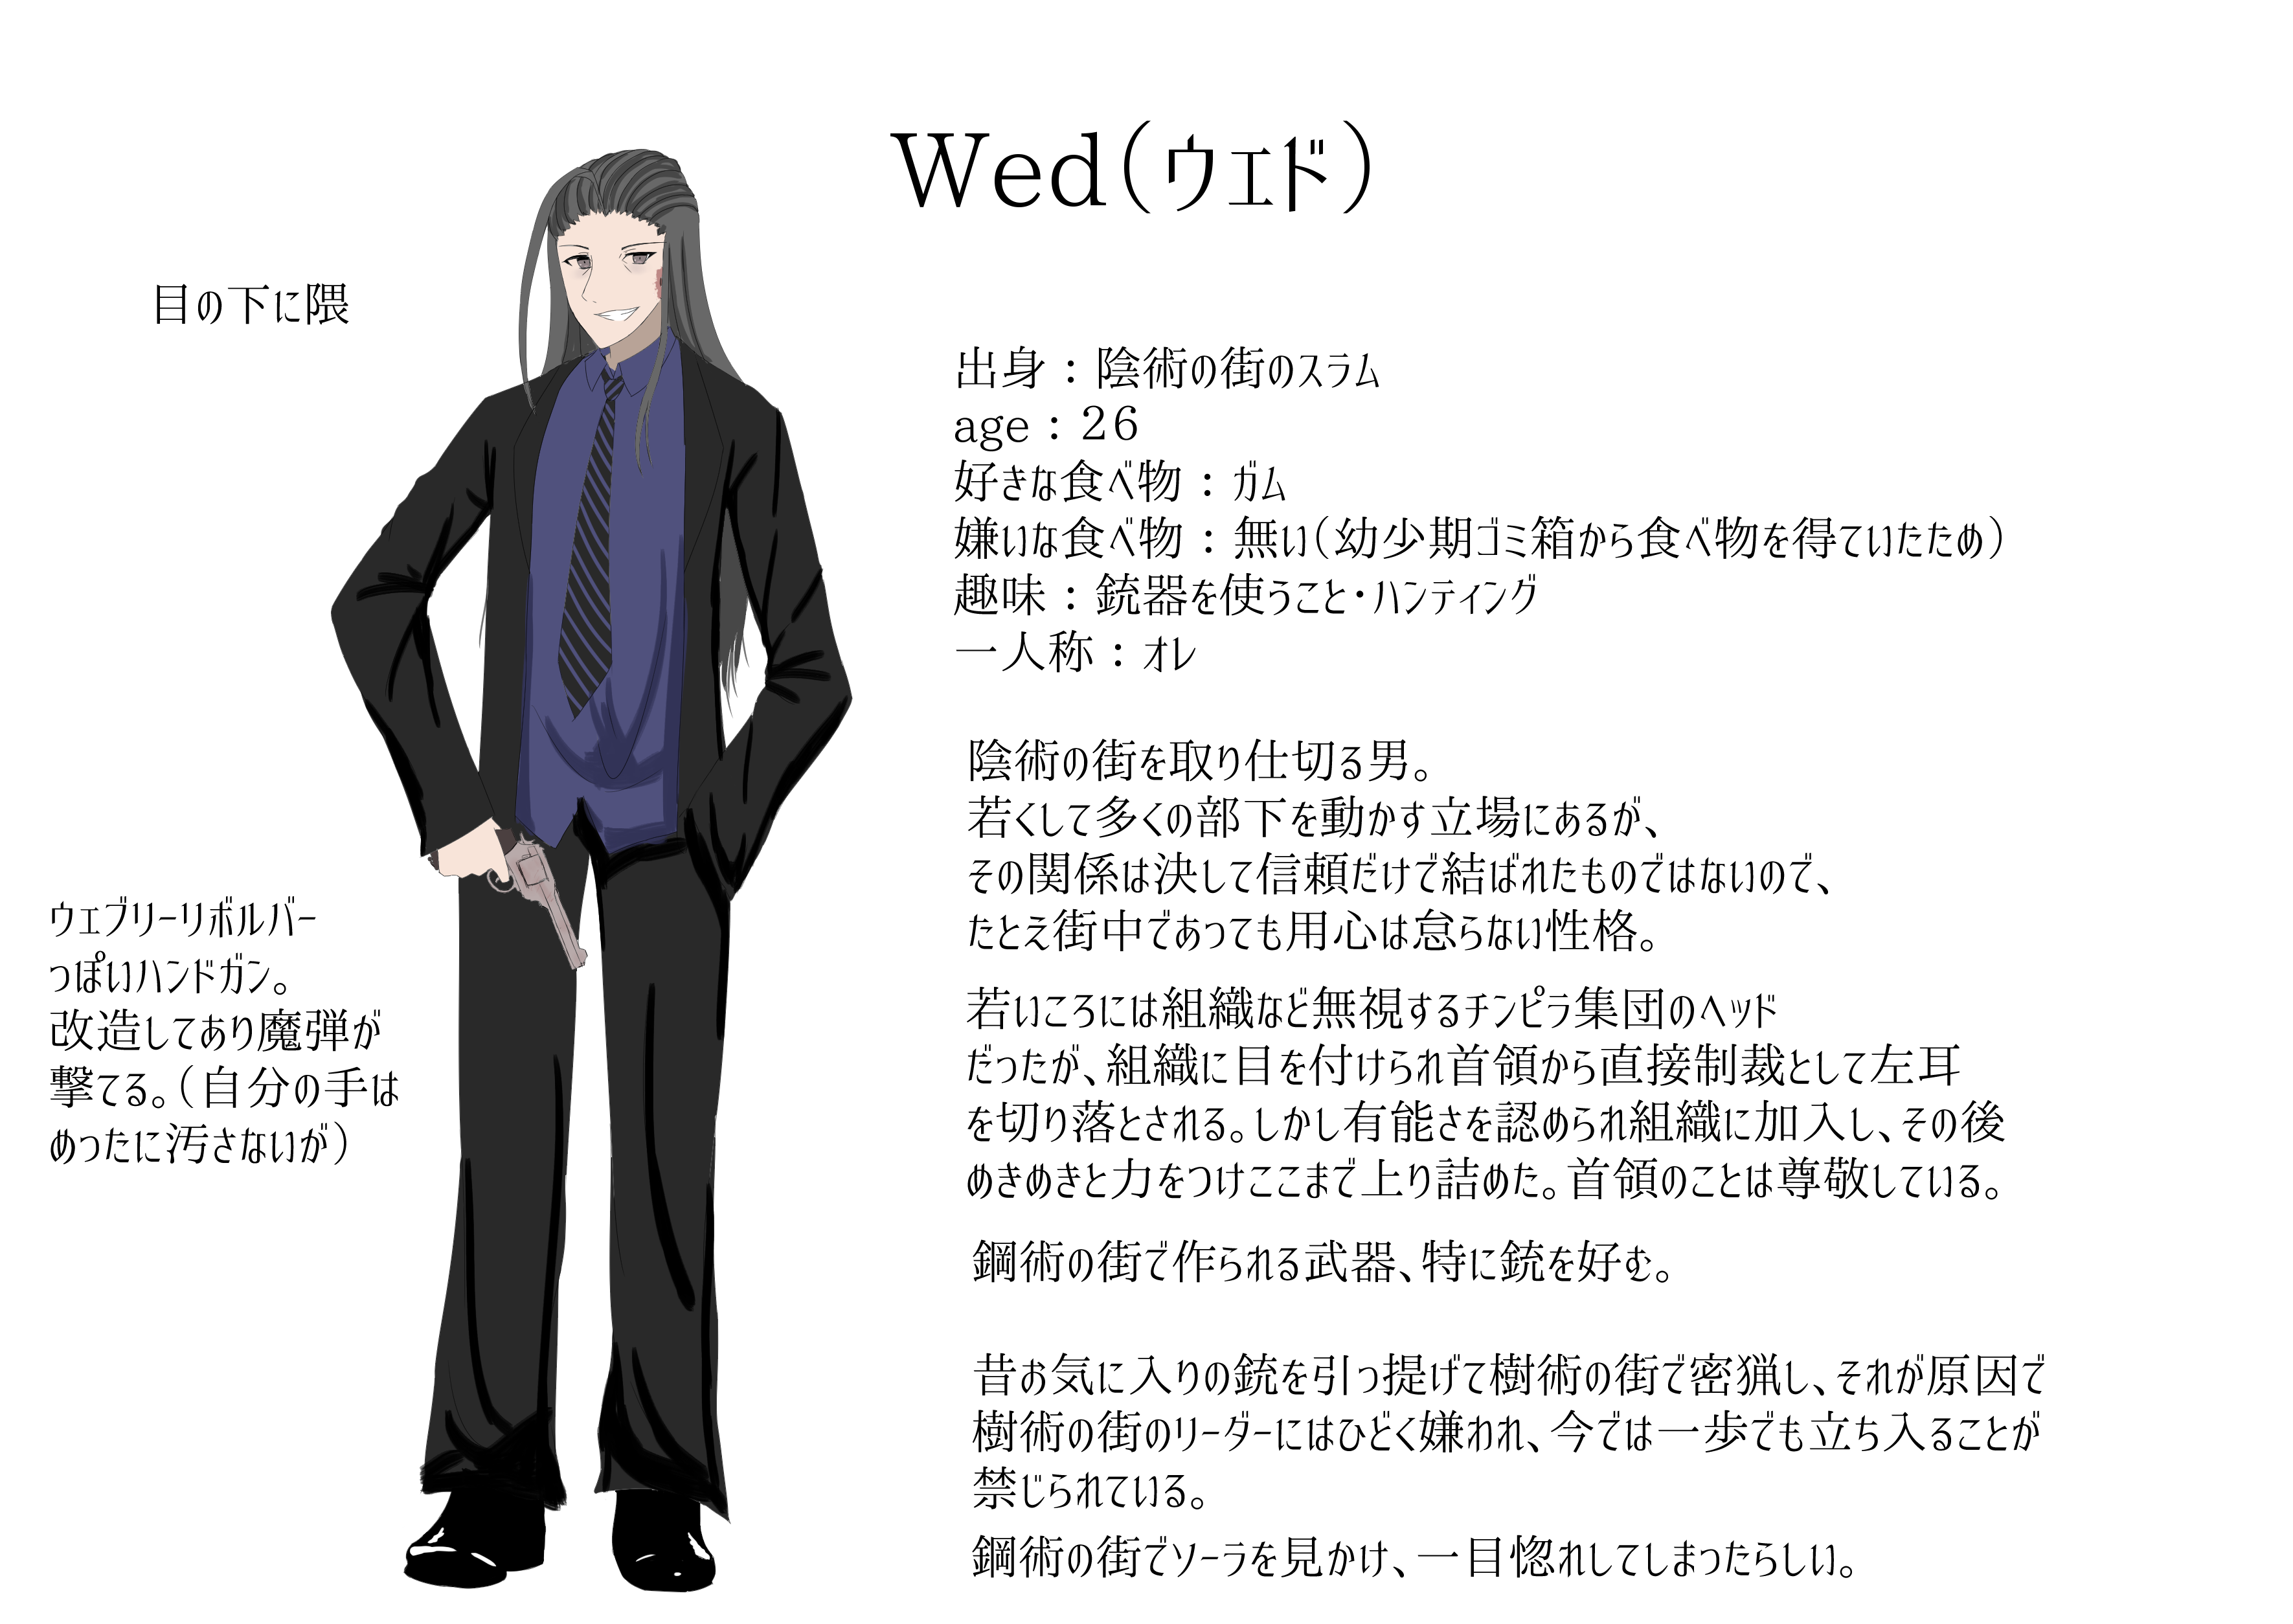 Wed(ウェド)
目の下に隈
出身：陰術の街のスラム
age：26
好きな食べ物：ガム
嫌いな食べ物：無い(幼少期ゴミ箱から食べ物を得ていたため)
趣味：銃器を使うこと・ハンティング
一人称：オレ
陰術の街を取り仕切る男。
若くして多くの部下を動かす立場にあるが、
その関係は決して信頼だけで結ばれたものではないので、
たとえ街中であっても用心は怠らない性格。
ウェブリーリボルバー
っぽいハンドガン。
改造してあり魔弾が
撃てる。(自分の手は
めったに汚さないが)
若いころには組織など無視するチンピラ集団のヘッド
だったが、組織に目を付けられ首領から直接制裁として左耳
を切り落とされる。しかし有能さを認められ組織に加入し、その後
めきめきと力をつけここまで上り詰めた。首領のことは尊敬している。
鋼術の街で作られる武器、特に銃を好む。
昔お気に入りの銃を引っ提げて樹術の街で密猟し、それが原因で
樹術の街のリーダーにはひどく嫌われ、今では一歩でも立ち入ることが
禁じられている。
鋼術の街でソーラを見かけ、一目惚れしてしまったらしい。